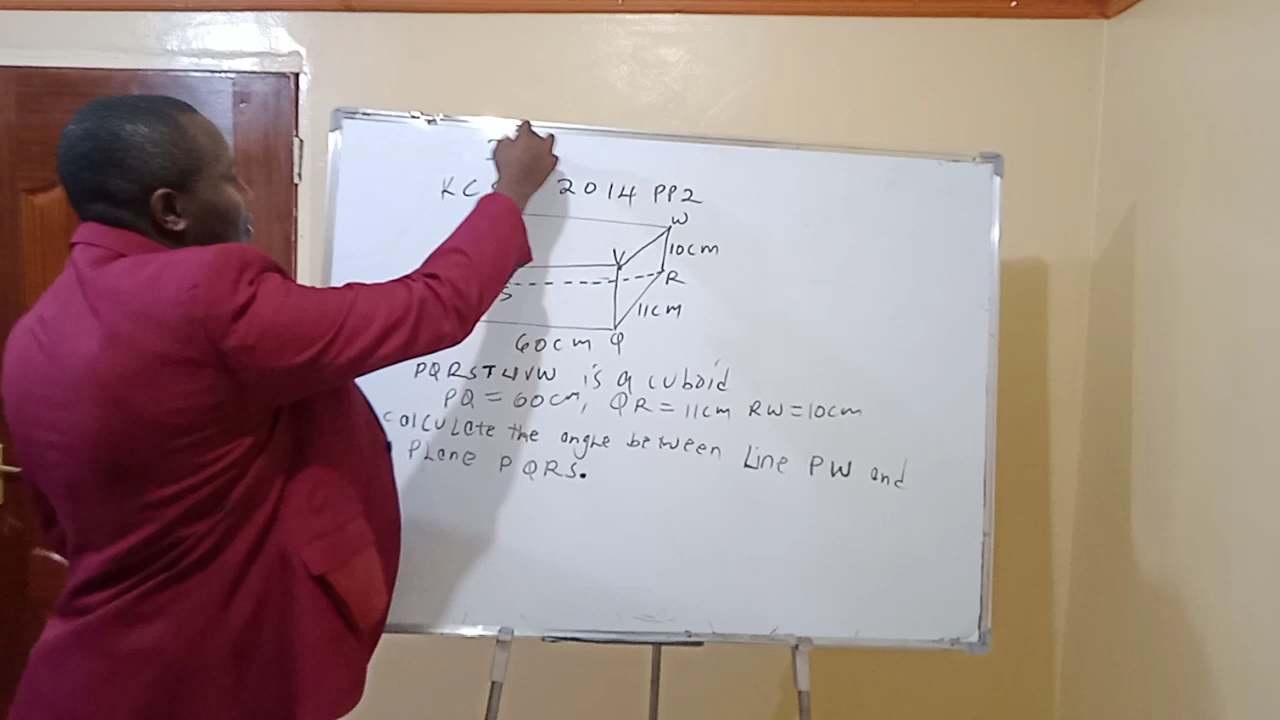 2014 PP2
W
10cm
V
R
S
11cm
60cm Q
PQRSTUVW is a cuboid
PQ = 60cm, QR = 11cm RW = 10cm
calculate the angle between Line PW and
PLane PQRS.